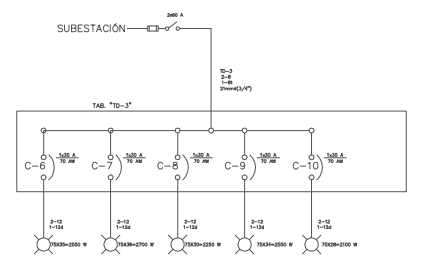 2x60 A
SUBESTACIÓN
TD-3
2-8
1-8t
21mmø(3/4")
TAB. "TD-3"
C-6 1x30 A 70 AM
C-7 1x30 A 70 AM
C-8 1x30 A 70 AM
C-9 1x30 A 70 AM
C-10 1x30 A 70 AM
2-12 2-12 2-12 2-12 2-12
1-12d 1-12d 1-12d 1-12d 1-12d
75X36=2700 W 75X30=2250 W 75X34=2550 W 75X28=2100 W